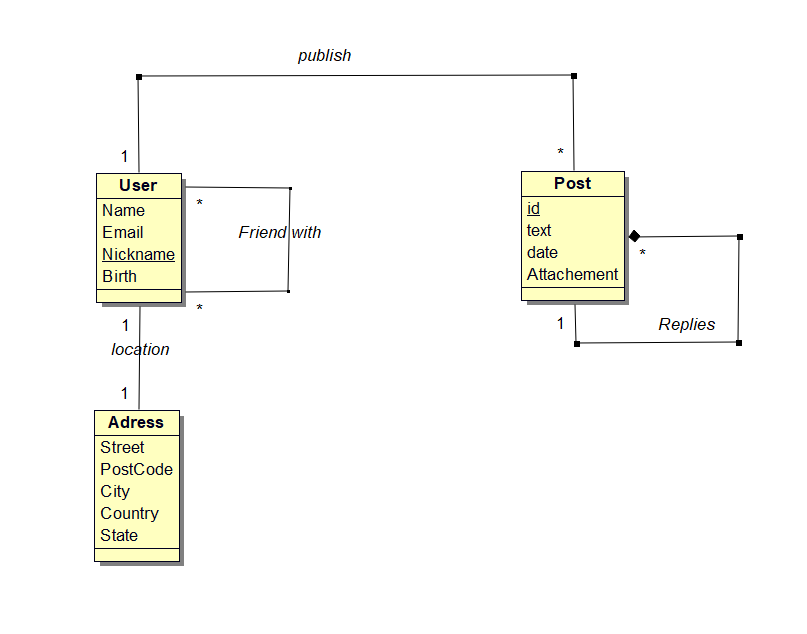 publish
1
*
User
Name
Email
Nickname
Birth
*
Friend with
*
Post
id
text
date
Attachement
*
1
Replies
1
location
1
Adress
Street
PostCode
City
Country
State